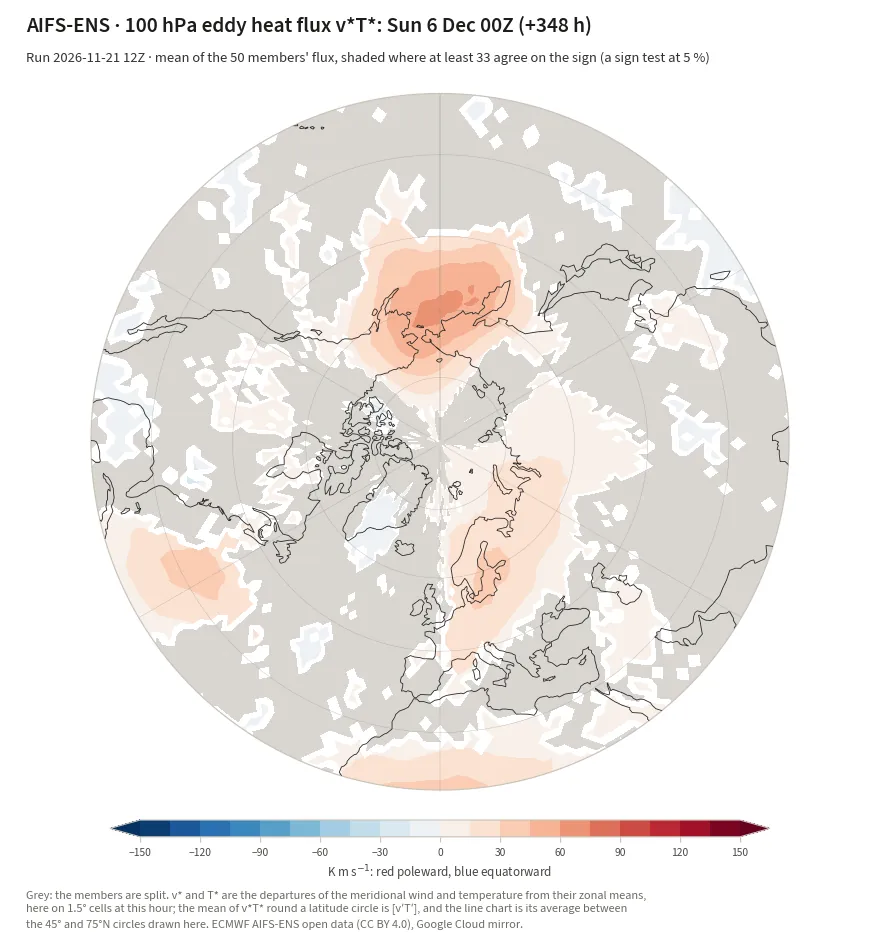 AIFS-ENS · 100 hPa eddy heat flux v*T*: Sun 6 Dec 00Z (+348 h)
Run 2026-11-21 12Z · mean of the 50 members' flux, shaded where at least 33 agree on the sign (a sign test at 5 %)
−150 −120 −90 −60 −30 0 30 60 90 120 150
K m s⁻¹: red poleward, blue equatorward
Grey: the members are split. v* and T* are the departures of the meridional wind and temperature from their zonal means,
here on 1.5° cells at this hour; the mean of v*T* round a latitude circle is [v'T'], and the line chart is its average between
the 45° and 75°N circles drawn here. ECMWF AIFS-ENS open data (CC BY 4.0), Google Cloud mirror.